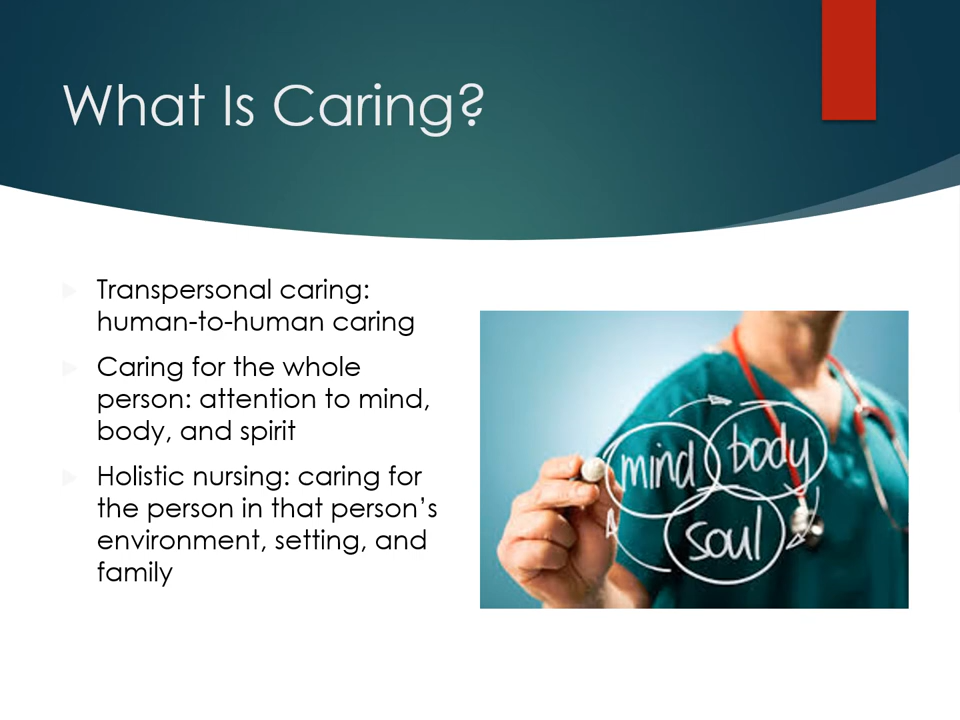 What Is Caring?
Transpersonal caring:
human-to-human caring
Caring for the whole
person: attention to mind,
body, and spirit
Holistic nursing: caring for
the person in that person’s
environment, setting, and
family
mind
body
soul